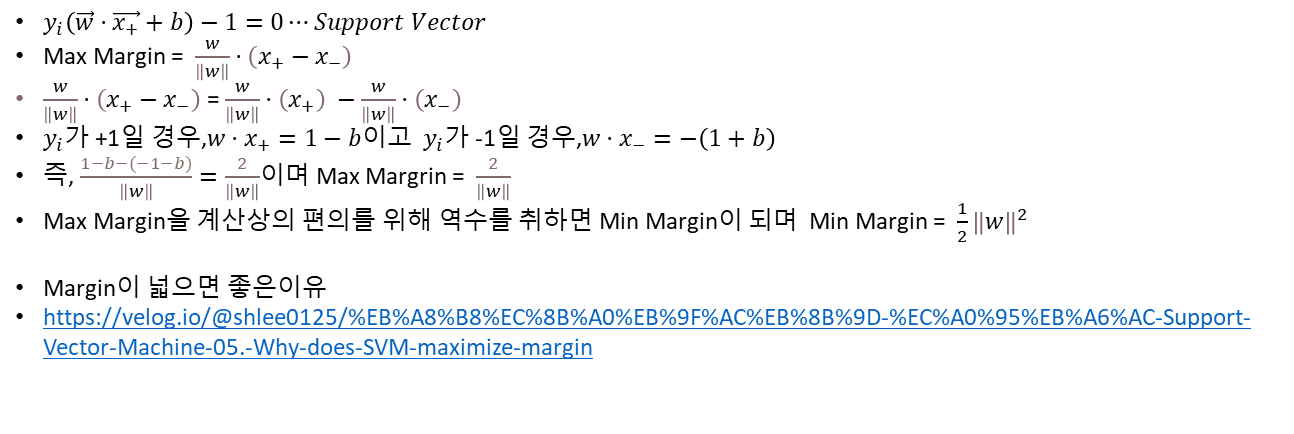 • yᵢ(w⃗ · x₊⃗ + b) − 1 = 0 ⋯ Support Vector
• Max Margin = w/‖w‖ · (x₊ − x₋)
• w/‖w‖ · (x₊ − x₋) = w/‖w‖ · (x₊) − w/‖w‖ · (x₋)
• yᵢ가 +1일 경우,w · x₊ = 1 − b이고 yᵢ가 -1일 경우,w · x₋ = −(1 + b)
• 즉, (1−b−(−1−b))/‖w‖ = 2/‖w‖이며 Max Margrin = 2/‖w‖
• Max Margin을 계산상의 편의를 위해 역수를 취하면 Min Margin이 되며 Min Margin = 1/2 ‖w‖²
• Margin이 넓으면 좋은이유
• https://velog.io/@shlee0125/%EB%A8%B8%EC%8B%A0%EB%9F%AC%EB%8B%9D-%EC%A0%95%EB%A6%AC-Support-
Vector-Machine-05.-Why-does-SVM-maximize-margin